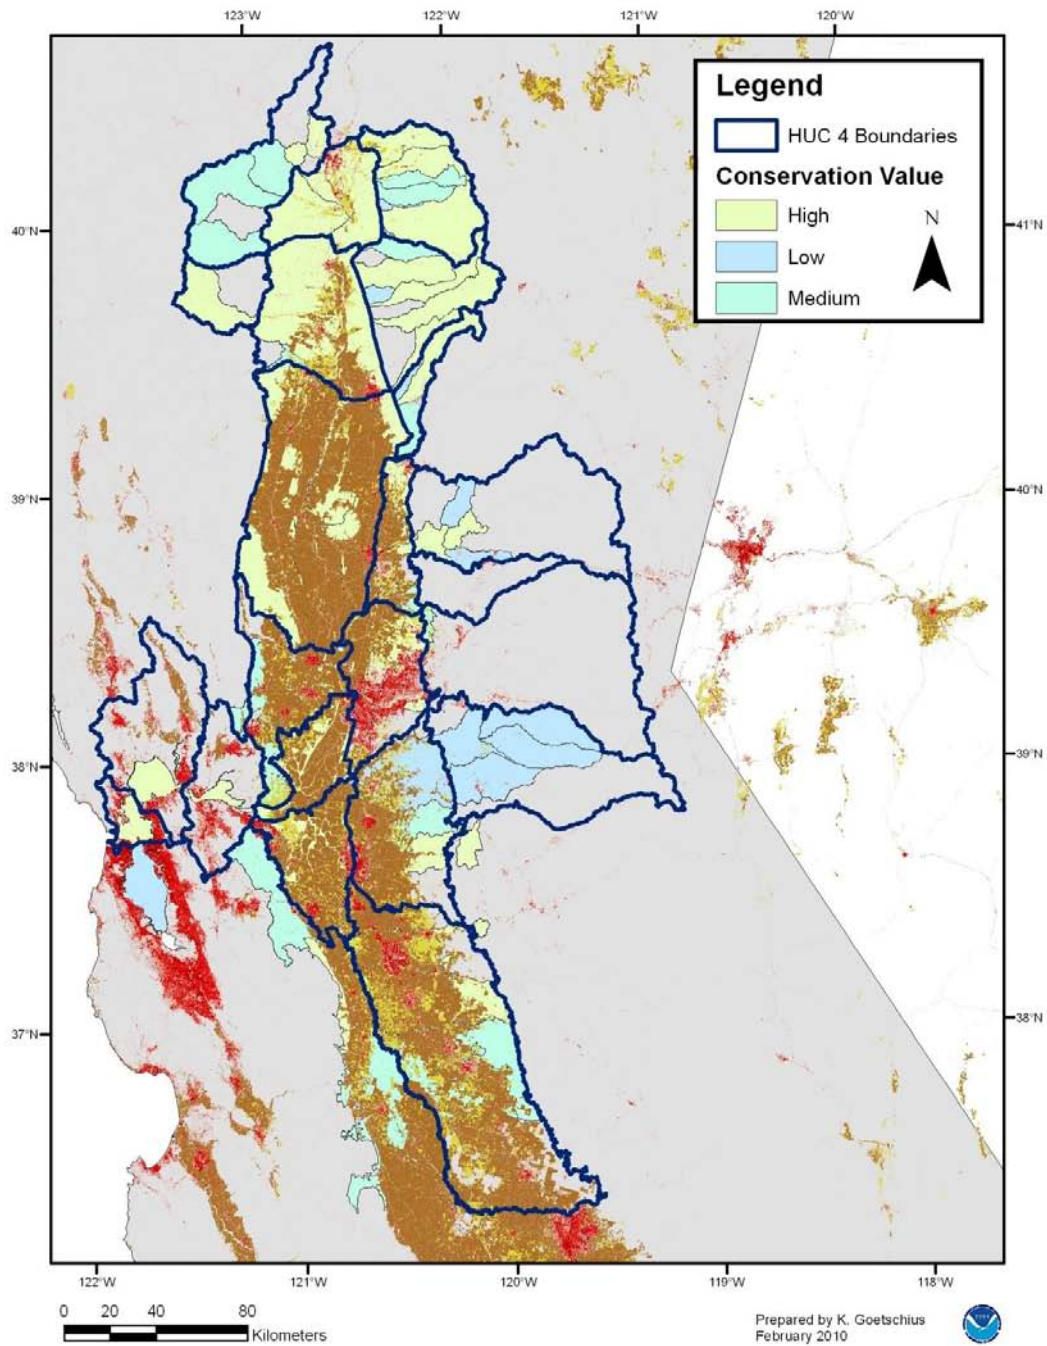 123°W 122°W 121°W 120°W
Legend
HUC 4 Boundaries
Conservation Value
High
Low
Medium
N
40°N
41°N
39°N
40°N
38°N
39°N
37°N
38°N
122°W 121°W 120°W 119°W 118°W
0 20 40 80
Kilometers
Prepared by K. Goetschius
February 2010